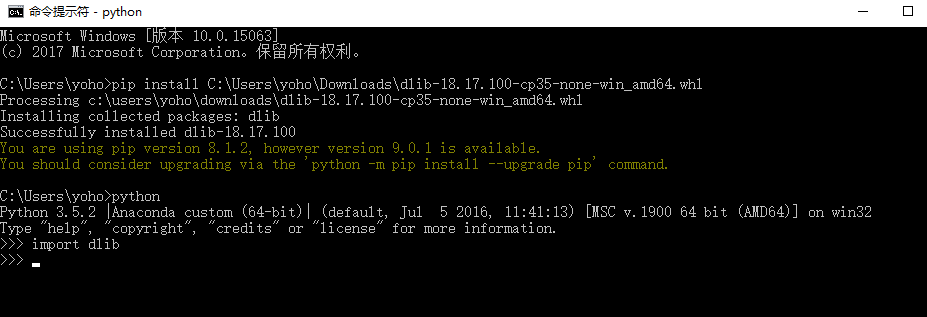 命令提示符 - python
Microsoft Windows [版本 10.0.15063]
(c) 2017 Microsoft Corporation。保留所有权利。
C:\Users\yoho>pip install C:\Users\yoho\Downloads\dlib-18.17.100-cp35-none-win_amd64.whl
Processing c:\users\yoho\downloads\dlib-18.17.100-cp35-none-win_amd64.whl
Installing collected packages: dlib
Successfully installed dlib-18.17.100
You are using pip version 8.1.2, however version 9.0.1 is available.
You should consider upgrading via the 'python -m pip install --upgrade pip' command.
C:\Users\yoho>python
Python 3.5.2 |Anaconda custom (64-bit)| (default, Jul  5 2016, 11:41:13) [MSC v.1900 64 bit (AMD64)] on win32
Type "help", "copyright", "credits" or "license" for more information.
>>> import dlib
>>>